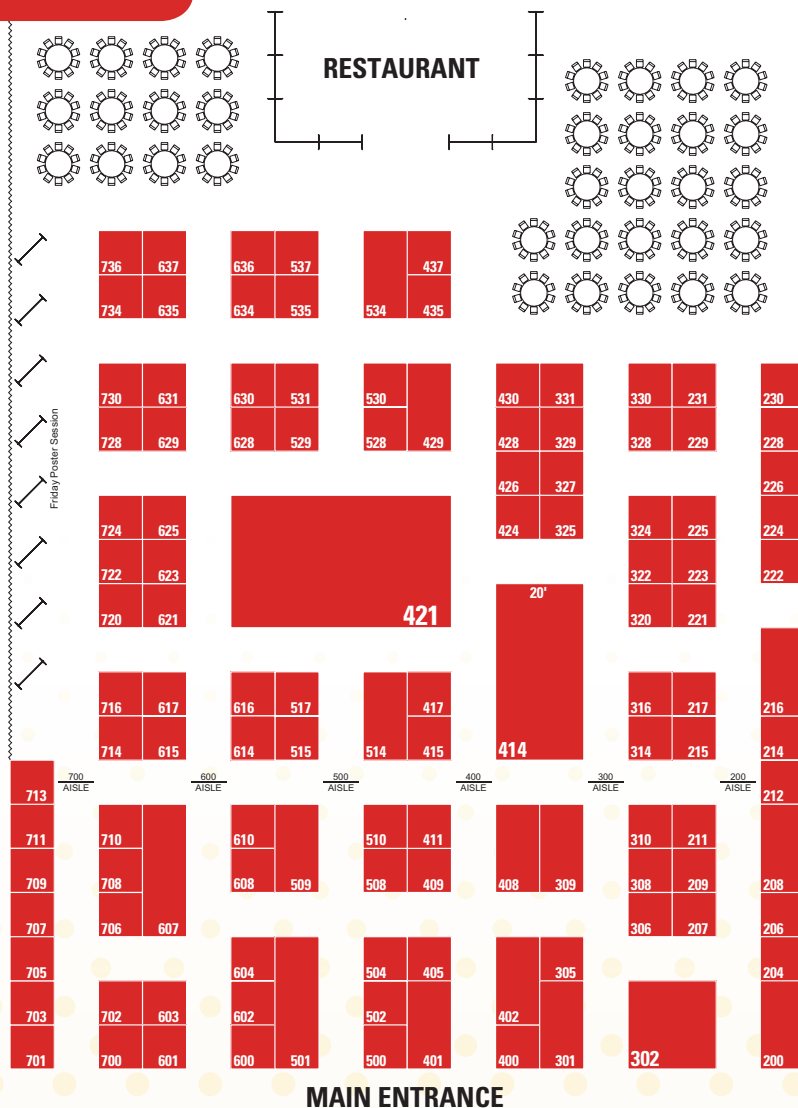 RESTAURANT
736 637 636 537 437
734 635 634 535 534 435
730 631 630 531 530 430 331 330 231 230
728 629 628 529 528 429 428 329 328 229 228
Friday Poster Session
426 327 226
724 625 424 325 324 225 224
722 623 322 223 222
20'
720 621 421 320 221
716 617 616 517 417 316 217 216
714 615 614 515 514 415 414 314 215 214
713
700 AISLE
600 AISLE
500 AISLE
400 AISLE
300 AISLE
200 AISLE
212
711 710 610 510 411 310 211
709 708 608 509 508 409 408 309 308 209 208
707 706 607 306 207 206
705 604 504 405 305 204
703 702 603 602 502 402
701 700 601 600 501 500 401 400 301 302 200
MAIN ENTRANCE